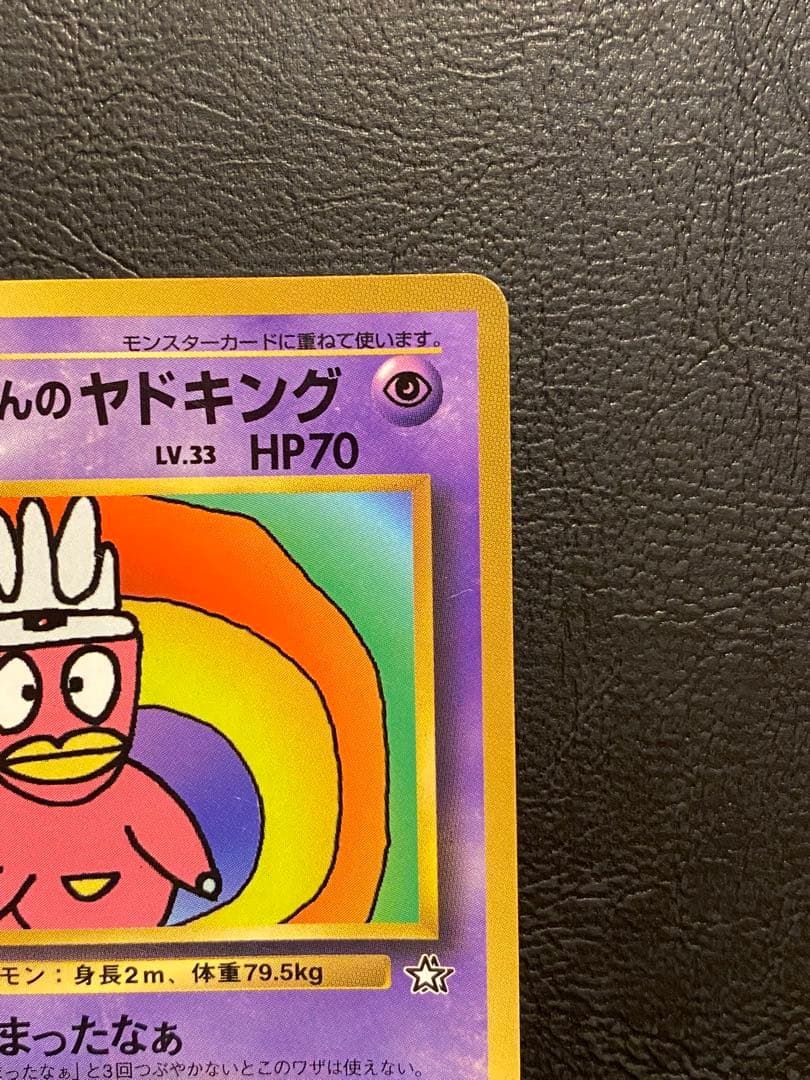 モンスターカードに重ねて使います。
んのヤドキング
LV.33 HP70
モン：身長2m、体重79.5kg
まったなぁ
まったなぁ」と3回つぶやかないとこのワザは使えない。